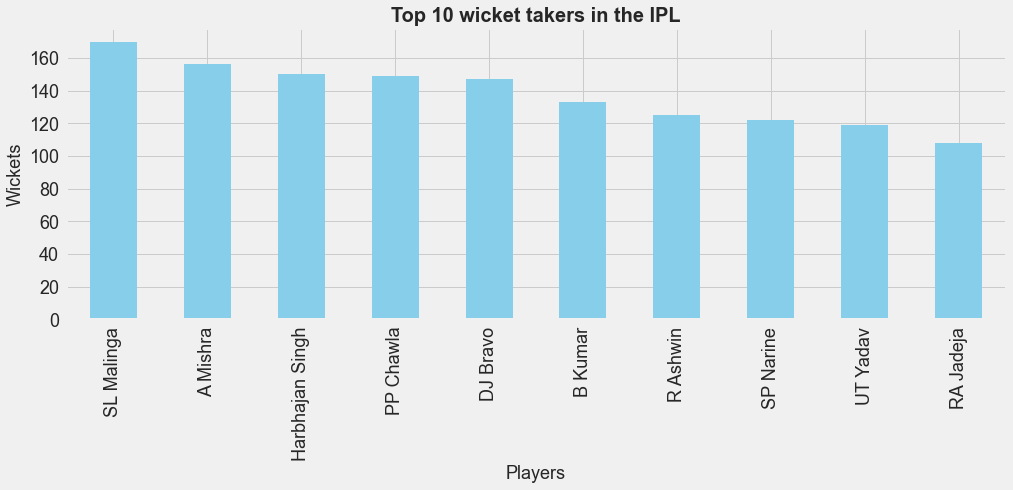 Top 10 wicket takers in the IPL
Wickets
160
140
120
100
80
60
40
20
0
SL Malinga
A Mishra
Harbhajan Singh
PP Chawla
DJ Bravo
B Kumar
R Ashwin
SP Narine
UT Yadav
RA Jadeja
Players